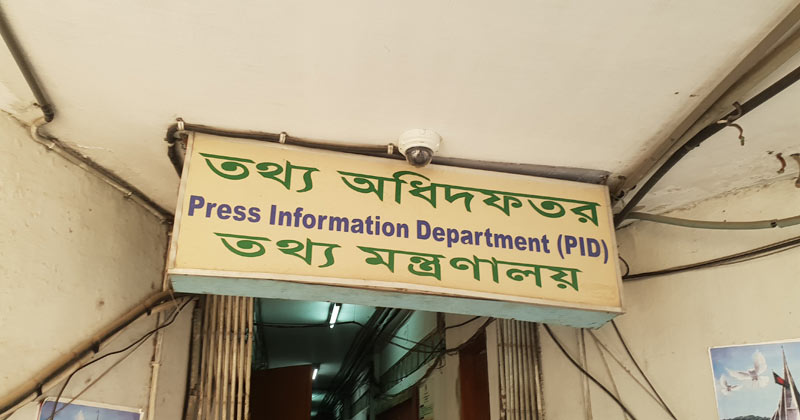 তথ্য অধিদফতর
Press Information Department (PID)
তথ্য মন্ত্রণালয়